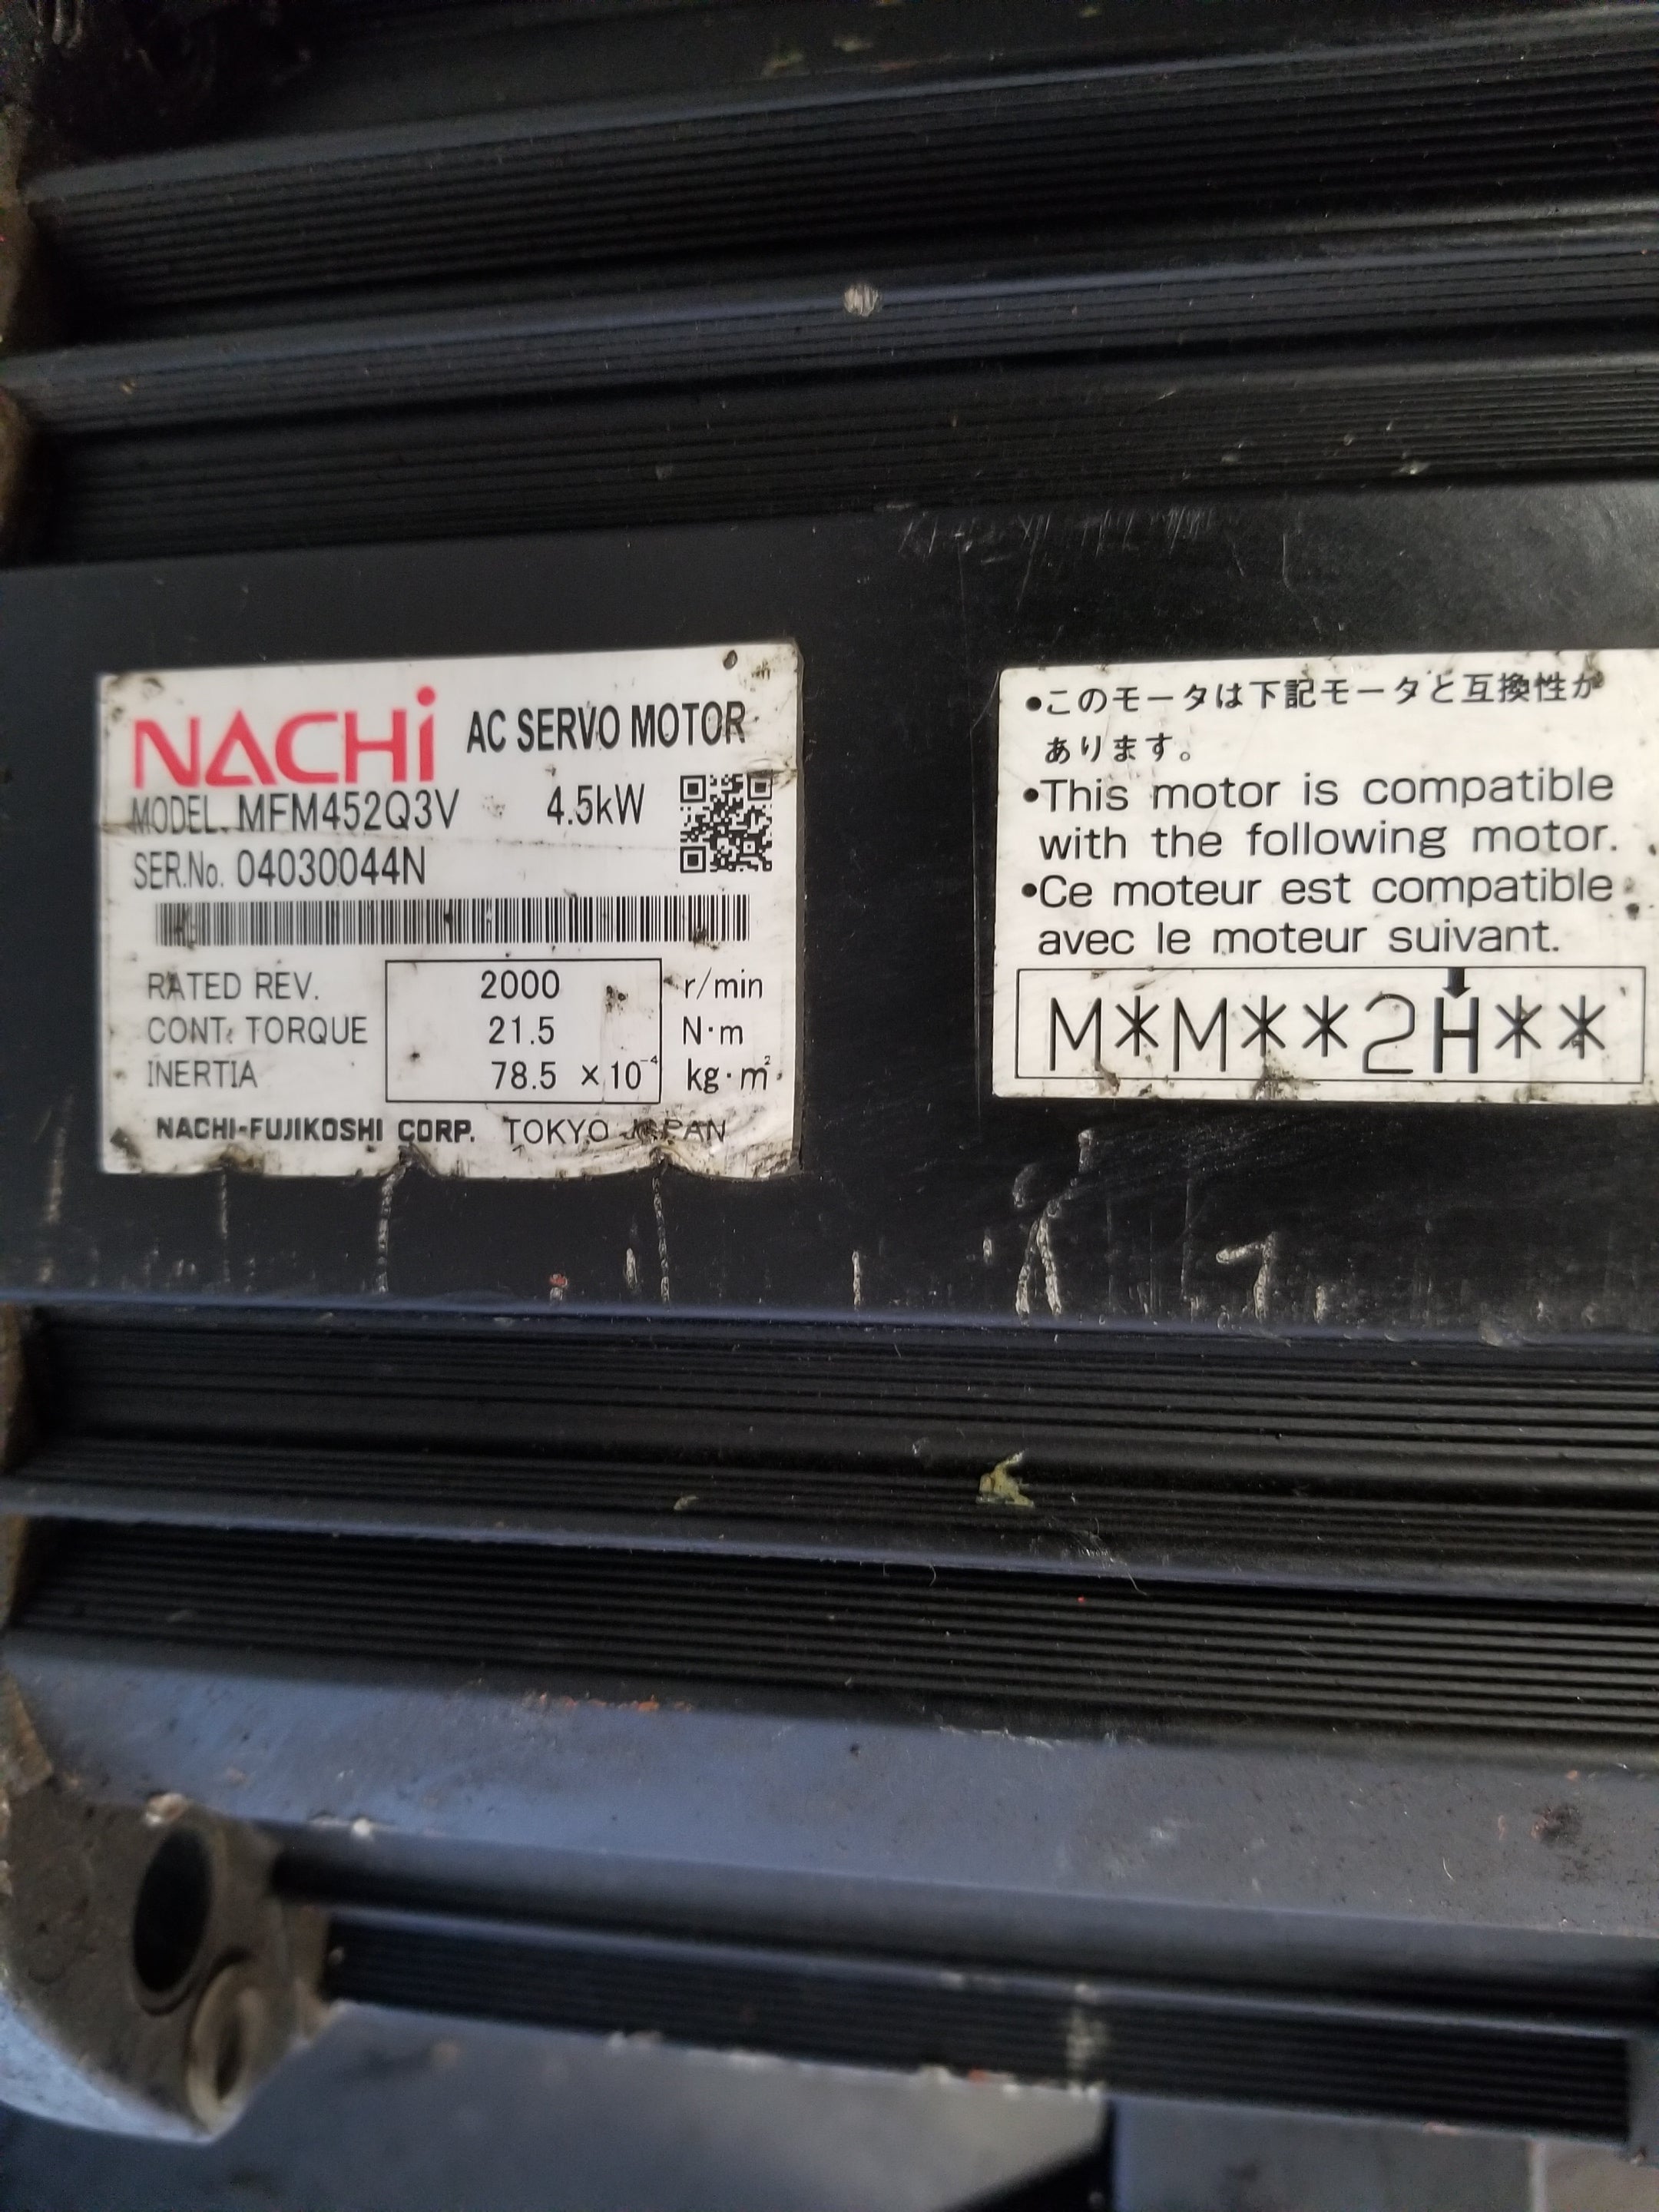 NACHi AC SERVO MOTOR
MODEL. MFM452Q3V 4.5kW
SER.No. 04030044N
RATED REV. 2000 r/min
CONT. TORQUE 21.5 N·m
INERTIA 78.5 ×10⁻⁴ kg·m²
NACHI-FUJIKOSHI CORP. TOKYO JAPAN
•このモータは下記モータと互換性が
あります。
•This motor is compatible
with the following motor.
•Ce moteur est compatible
avec le moteur suivant.
M*M**2H**